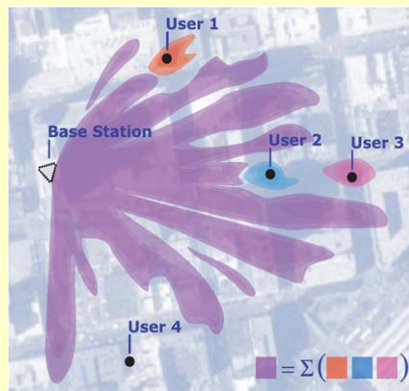 User 1
Base Station
User 2
User 3
User 4
= Σ ( )